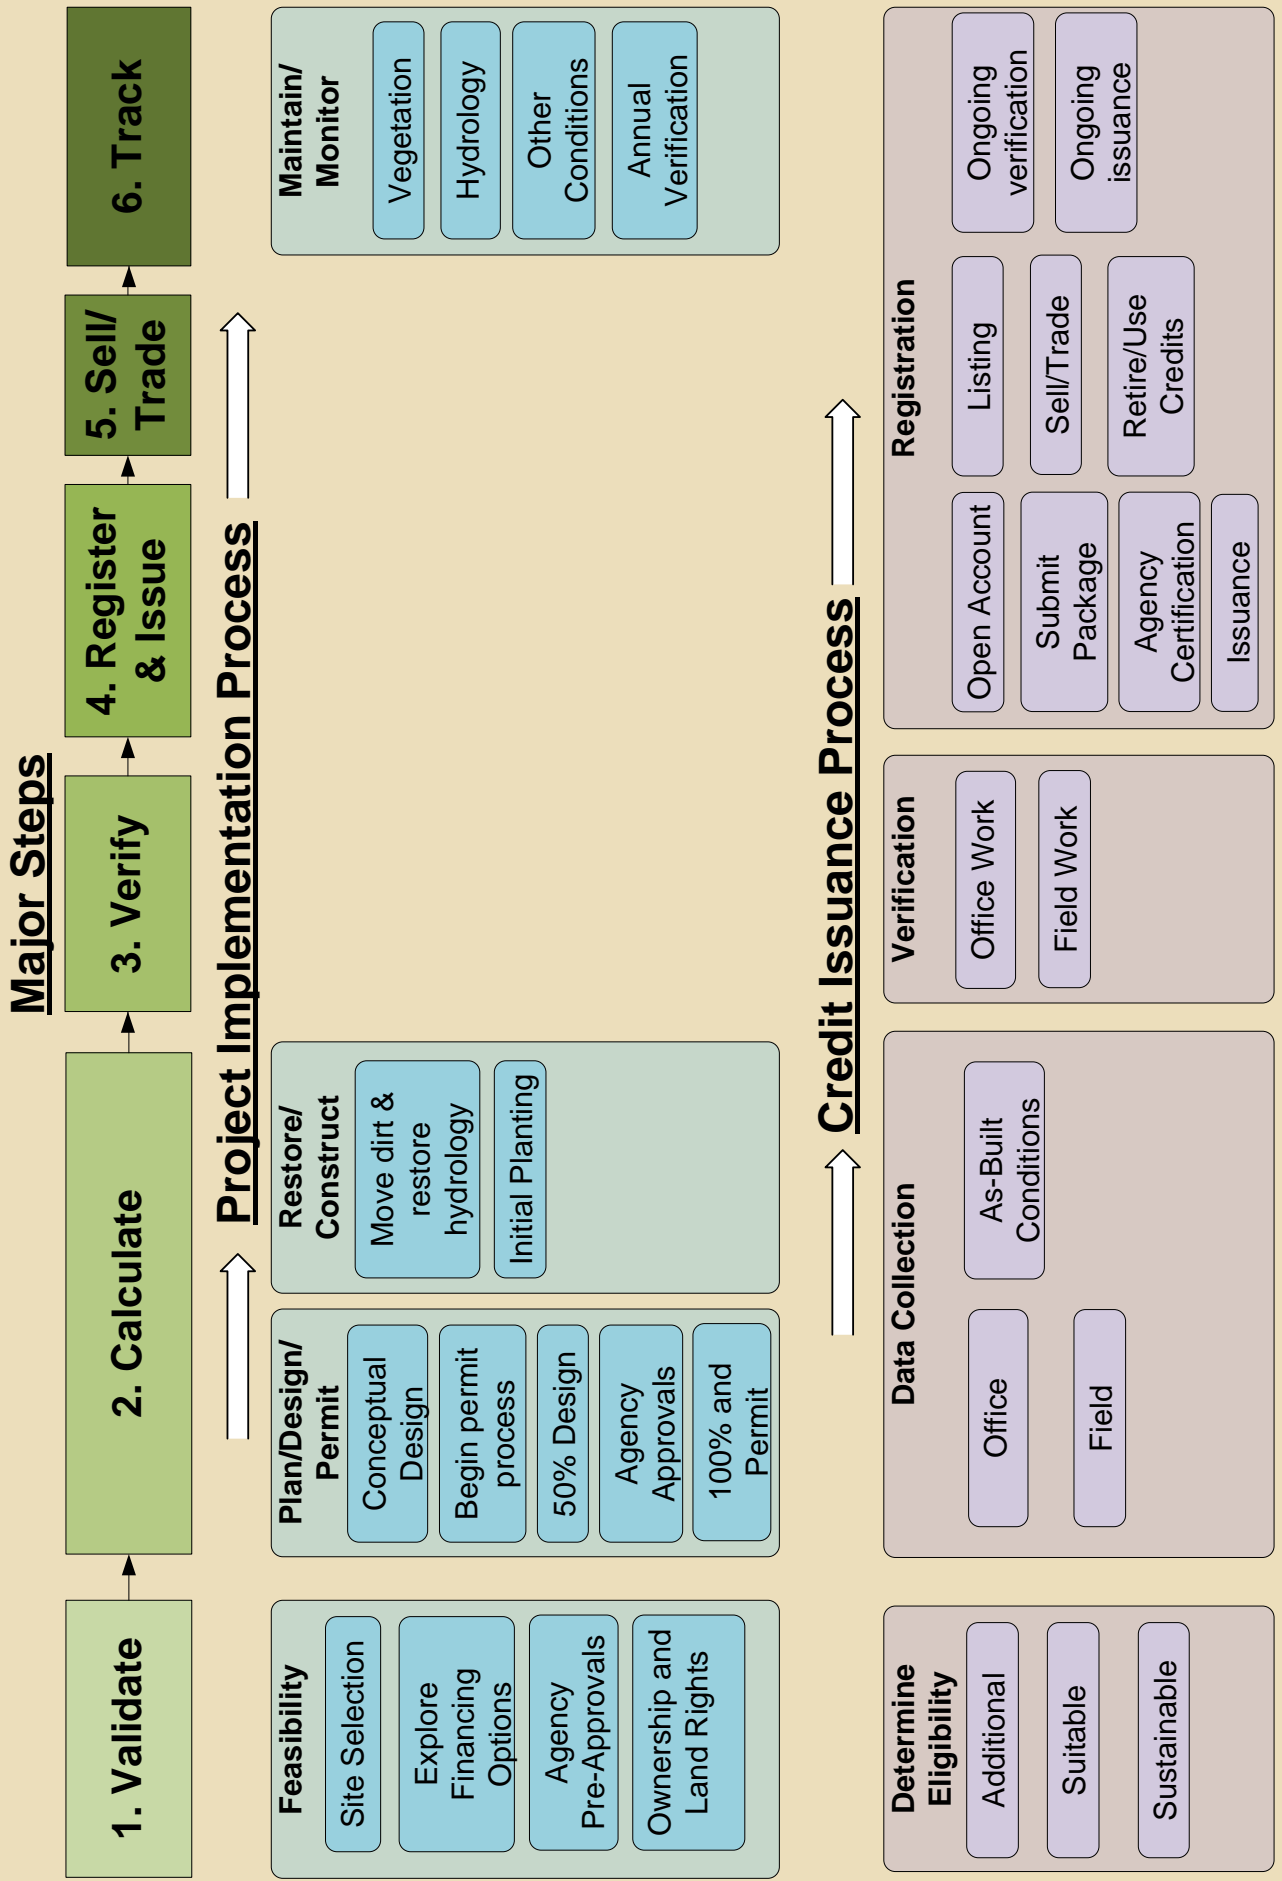 Major Steps
1. Validate
2. Calculate
3. Verify
4. Register
& Issue
5. Sell/
Trade
6. Track
Project Implementation Process
Feasibility
Site Selection
Explore
Financing
Options
Agency
Pre-Approvals
Ownership and
Land Rights
Plan/Design/
Permit
Conceptual
Design
Begin permit
process
50% Design
Agency
Approvals
100% and
Permit
Restore/
Construct
Move dirt &
restore
hydrology
Initial Planting
Maintain/
Monitor
Vegetation
Hydrology
Other
Conditions
Annual
Verification
Credit Issuance Process
Determine
Eligibility
Additional
Suitable
Sustainable
Data Collection
Office
Field
As-Built
Conditions
Verification
Office Work
Field Work
Registration
Open Account
Submit
Package
Agency
Certification
Issuance
Listing
Sell/Trade
Retire/Use
Credits
Ongoing
verification
Ongoing
issuance